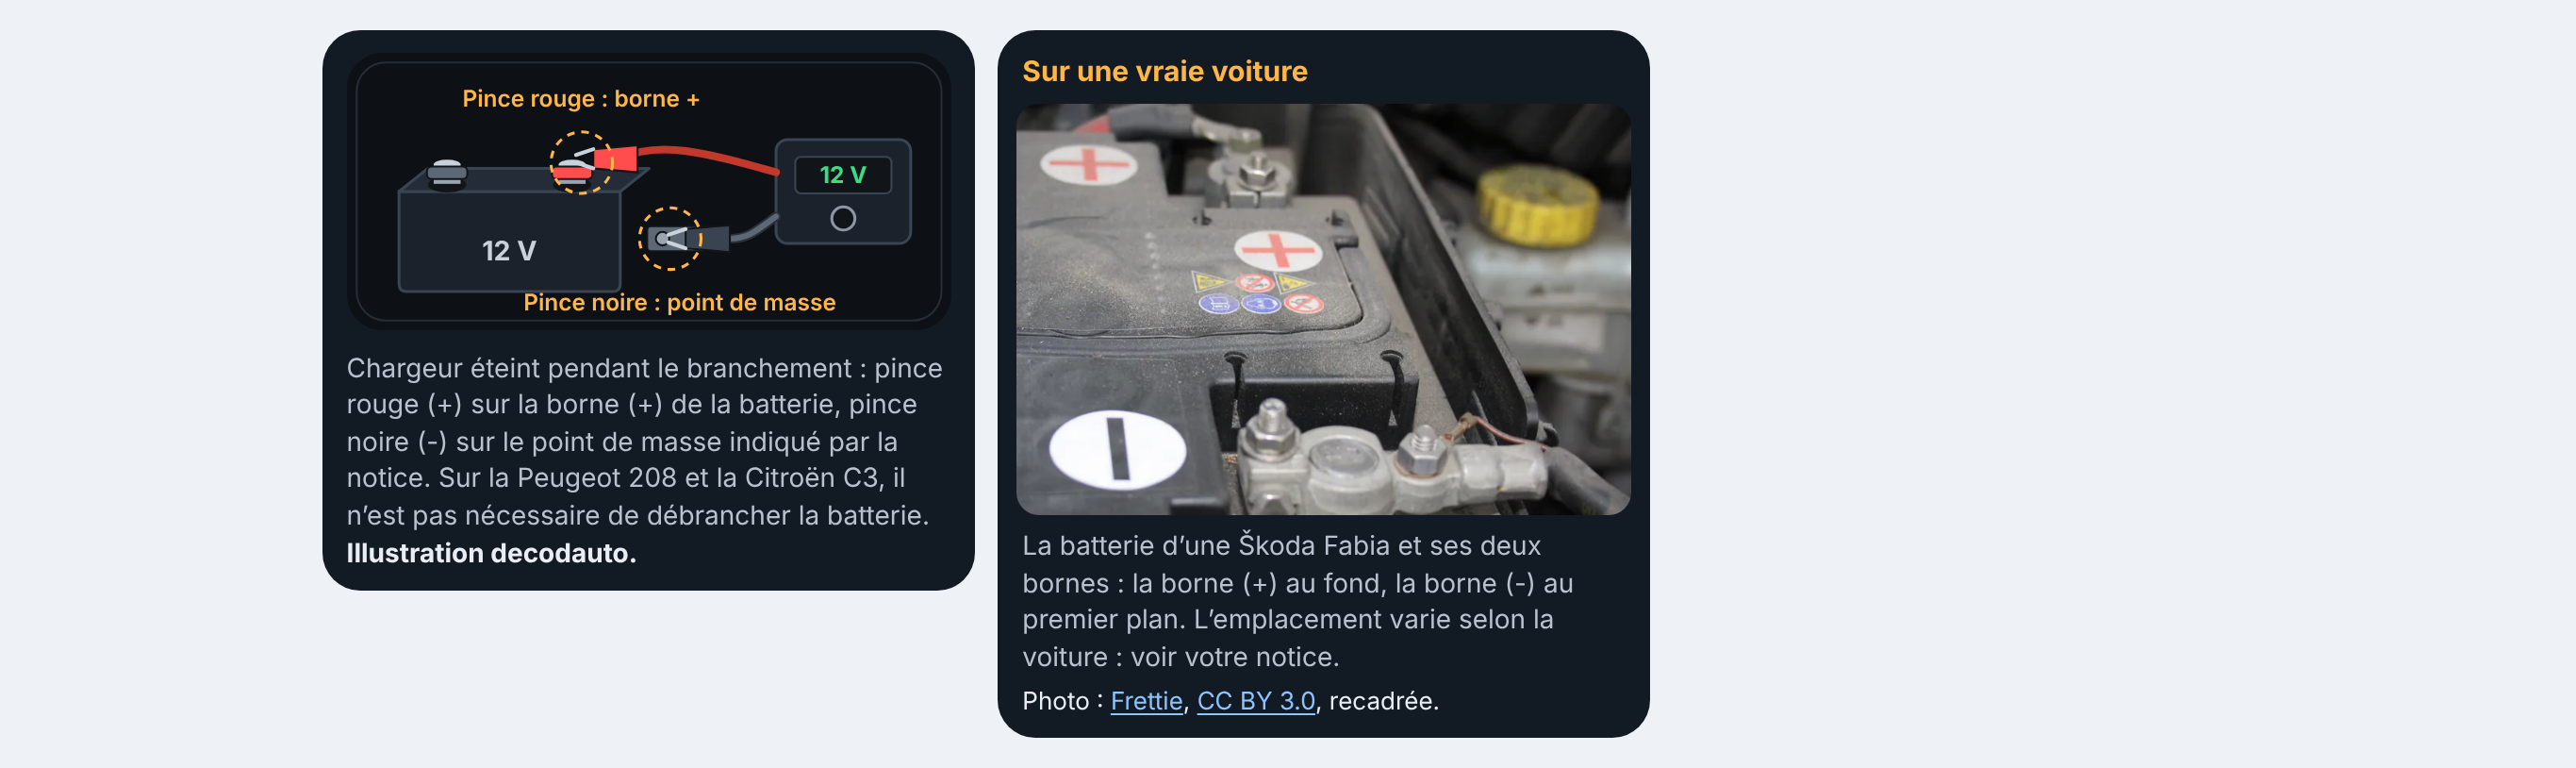 Pince rouge : borne +
12 V
12 V
Pince noire : point de masse
Chargeur éteint pendant le branchement : pince
rouge (+) sur la borne (+) de la batterie, pince
noire (-) sur le point de masse indiqué par la
notice. Sur la Peugeot 208 et la Citroën C3, il
n’est pas nécessaire de débrancher la batterie.
Illustration decodauto.
Sur une vraie voiture
La batterie d’une Škoda Fabia et ses deux
bornes : la borne (+) au fond, la borne (-) au
premier plan. L’emplacement varie selon la
voiture : voir votre notice.
Photo : Frettie, CC BY 3.0, recadrée.